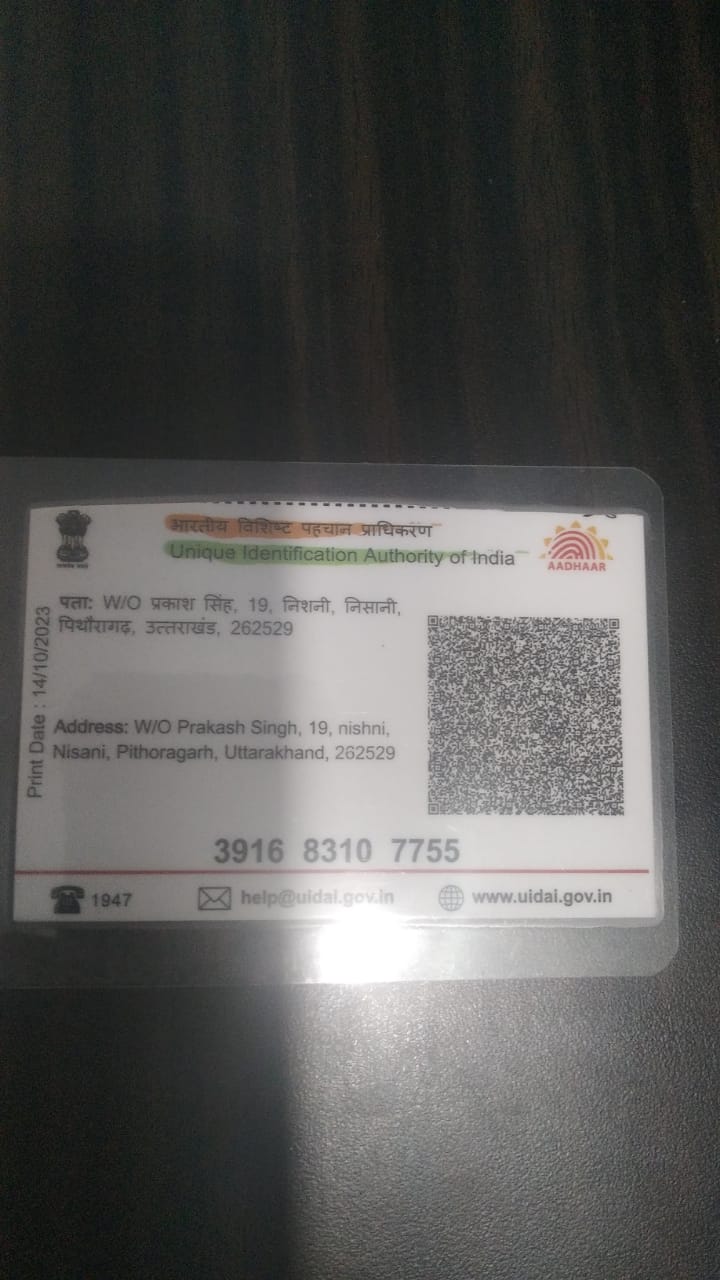 भारतीय विशिष्ट पहचान प्राधिकरण
Unique Identification Authority of India
AADHAAR
पता: W/O प्रकाश सिंह, 19, निशनी, निसानी,
पिथौरागढ़, उत्तराखंड, 262529
Print Date : 14/10/2023
Address: W/O Prakash Singh, 19, nishni,
Nisani, Pithoragarh, Uttarakhand, 262529
3916 8310 7755
1947 help@uidai.gov.in www.uidai.gov.in